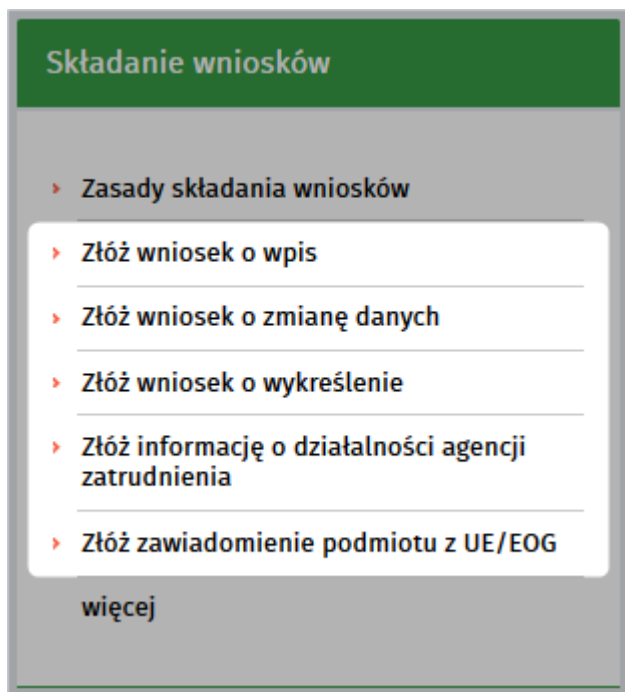 Składanie wniosków
Zasady składania wniosków
Złóż wniosek o wpis
Złóż wniosek o zmianę danych
Złóż wniosek o wykreślenie
Złóż informację o działalności agencji
zatrudnienia
Złóż zawiadomienie podmiotu z UE/EOG
więcej